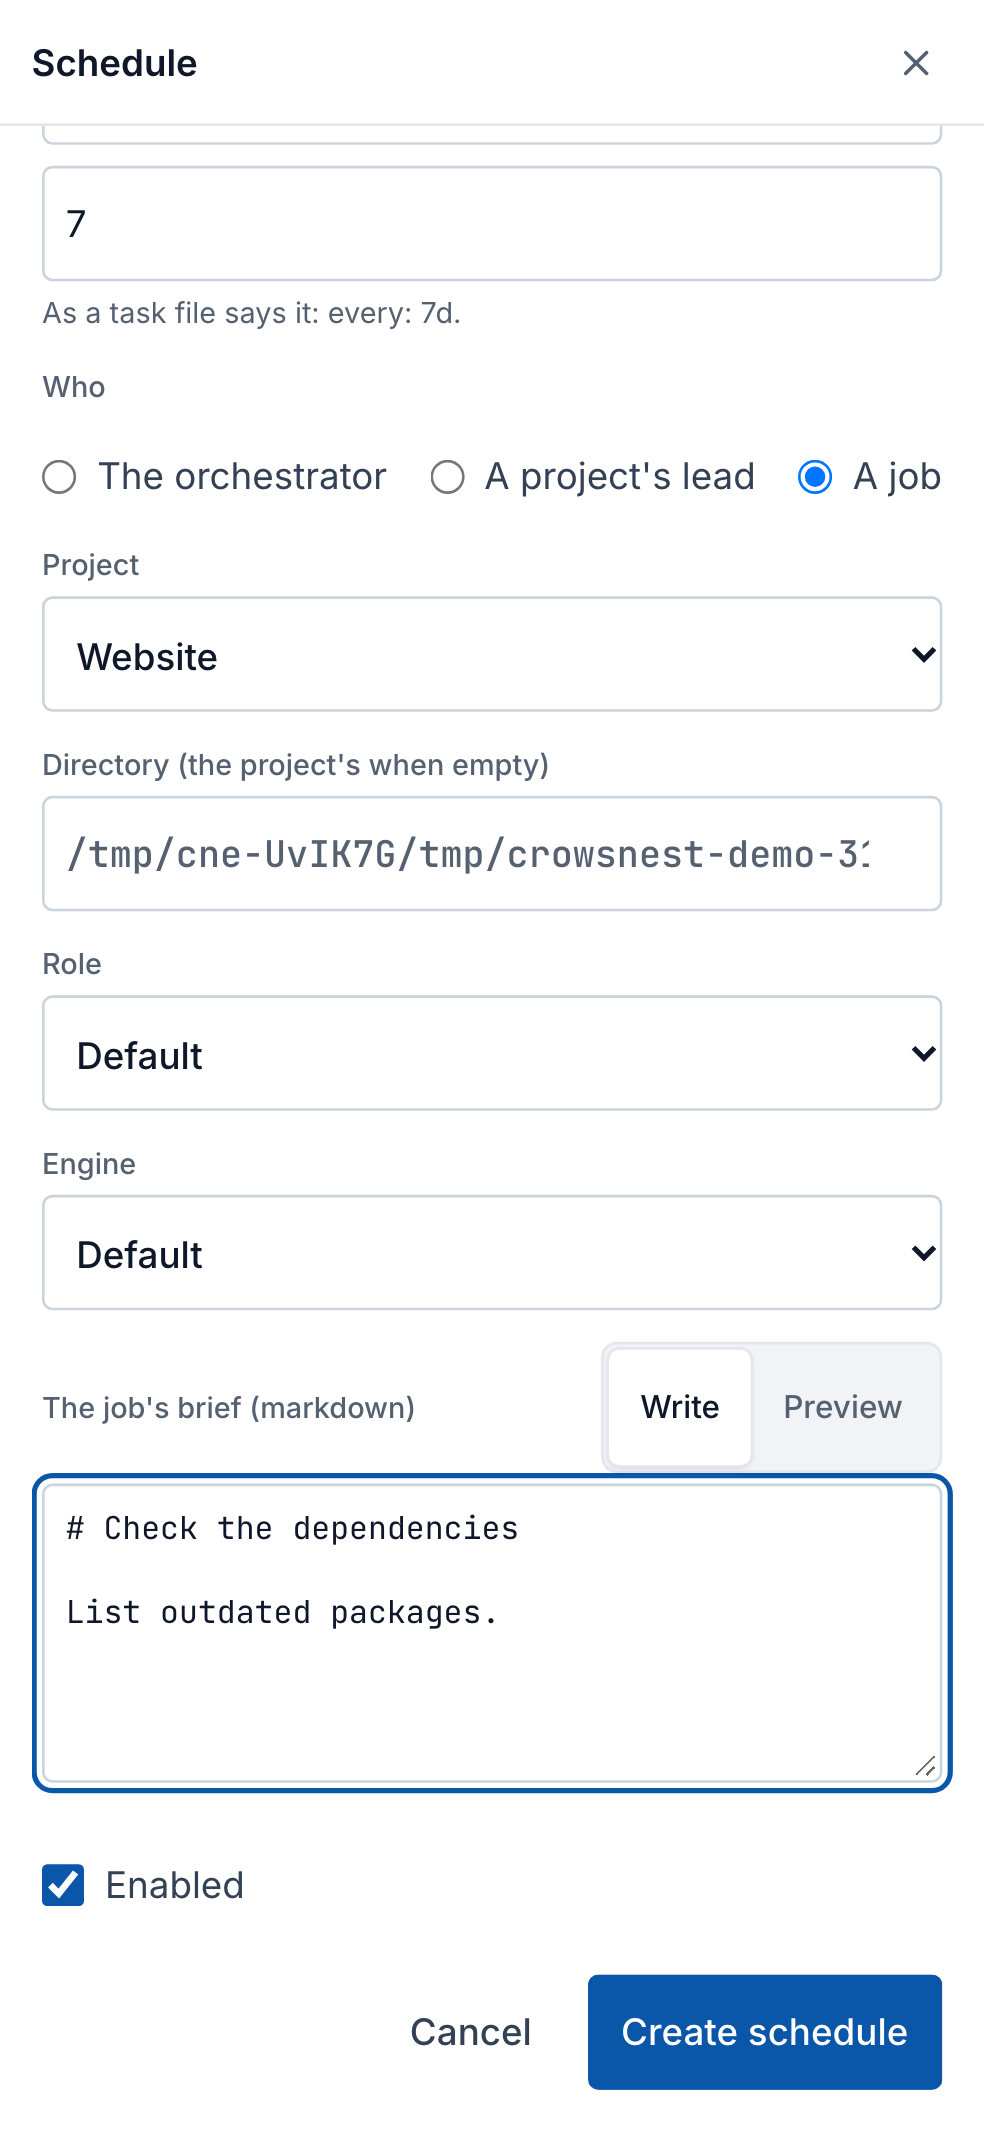 Schedule
7
As a task file says it: every: 7d.
Who
The orchestrator A project's lead A job
Project
Website
Directory (the project's when empty)
/tmp/cne-UvIK7G/tmp/crowsnest-demo-3
Role
Default
Engine
Default
The job's brief (markdown) Write Preview
# Check the dependencies
List outdated packages.
Enabled
Cancel Create schedule